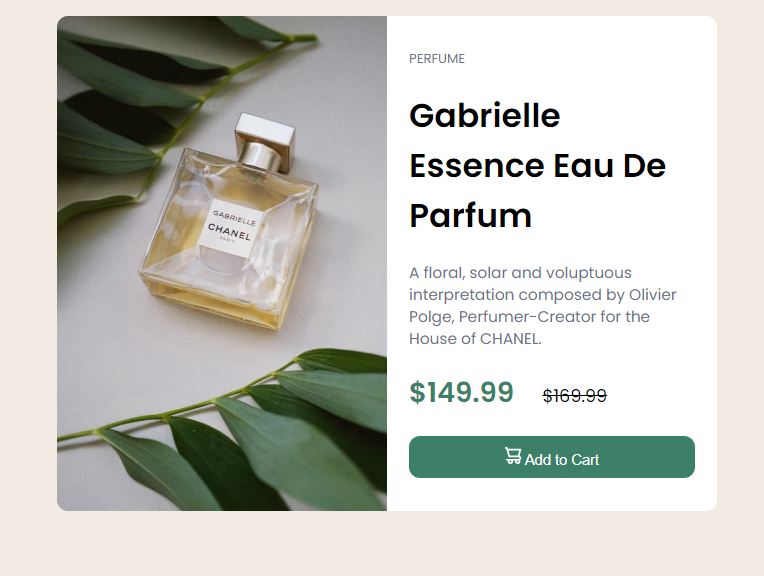 GABRIELLE
CHANEL
PARIS
PERFUME
Gabrielle
Essence Eau De
Parfum
A floral, solar and voluptuous
interpretation composed by Olivier
Polge, Perfumer-Creator for the
House of CHANEL.
$149.99 $169.99
Add to Cart